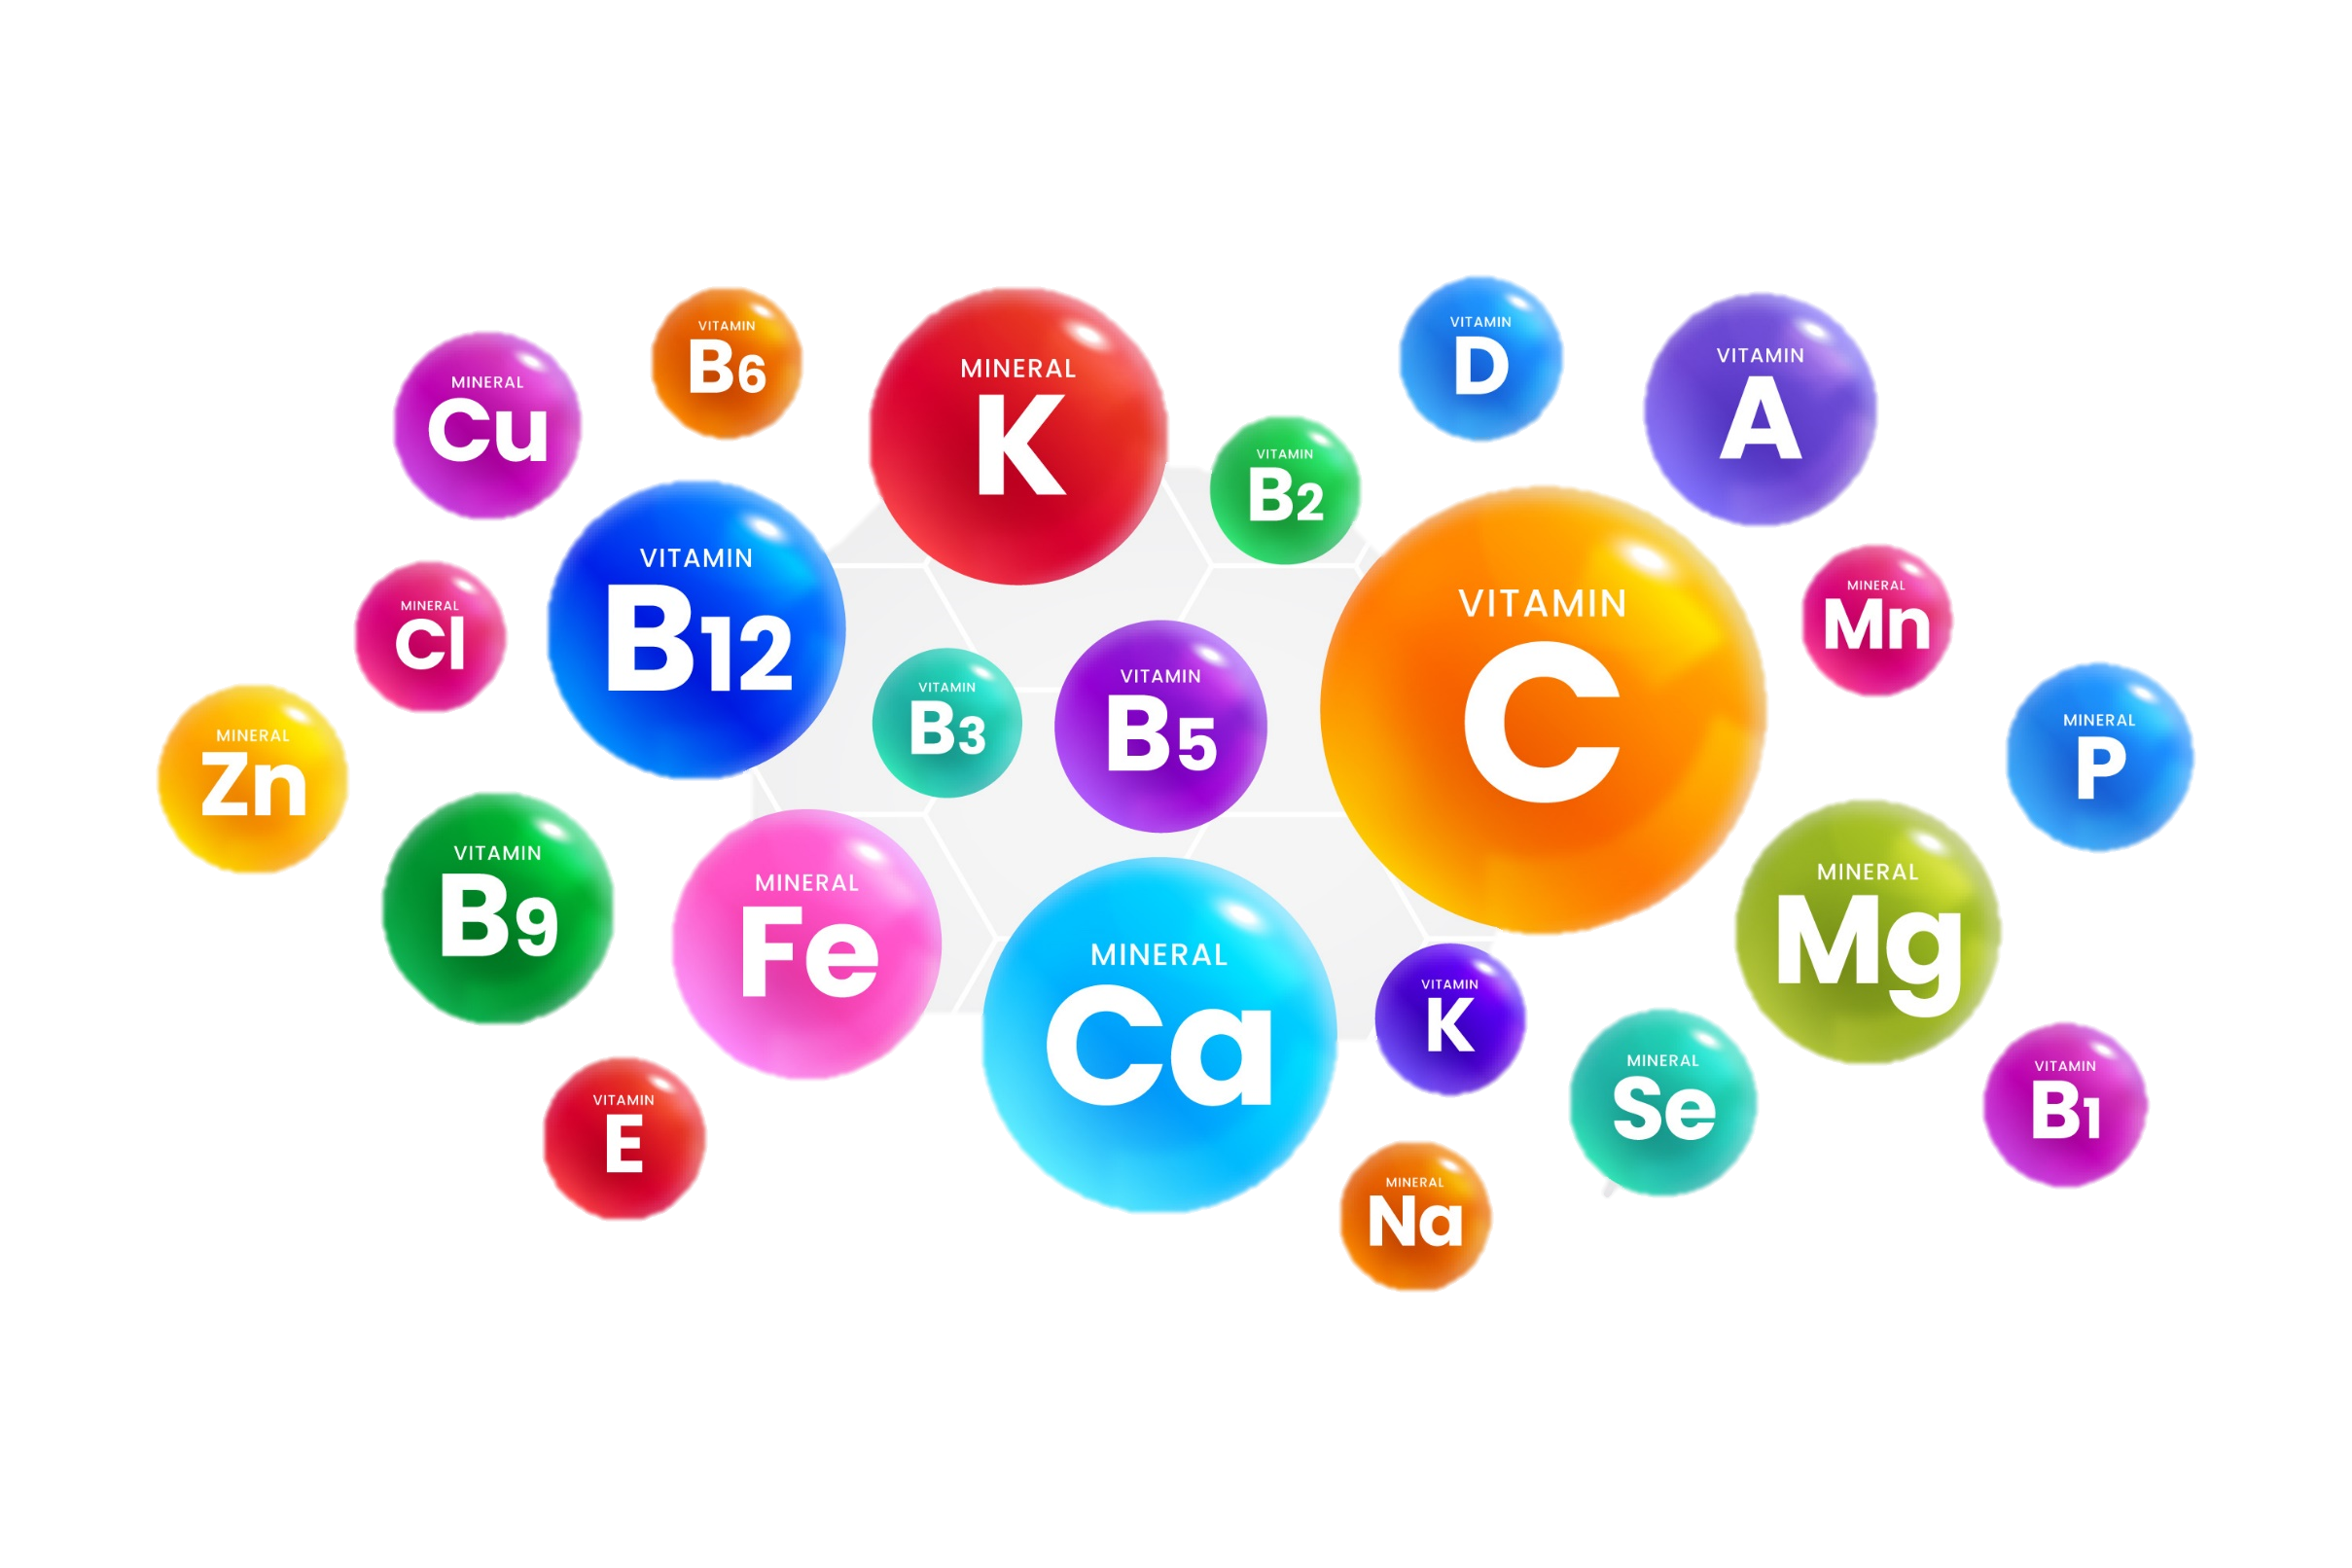 VITAMIN
B6
MINERAL
K
VITAMIN
D
VITAMIN
A
MINERAL
Cu
VITAMIN
B2
VITAMIN
B12
VITAMIN
C
MINERAL
Mn
MINERAL
Cl
VITAMIN
B3
VITAMIN
B5
MINERAL
P
MINERAL
Zn
VITAMIN
B9
MINERAL
Fe
MINERAL
Ca
VITAMIN
K
MINERAL
Mg
VITAMIN
E
MINERAL
Se
VITAMIN
B1
MINERAL
Na